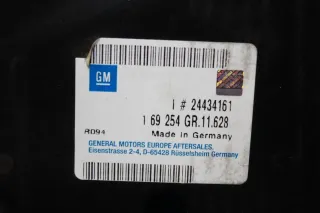 GM
I # 24434161
1 69 254 GR.11.628
A094
Made in Germany
GENERAL MOTORS EUROPE AFTERSALES,
Eisenstrasse 2-4, D-65428 Rüsselsheim Germany